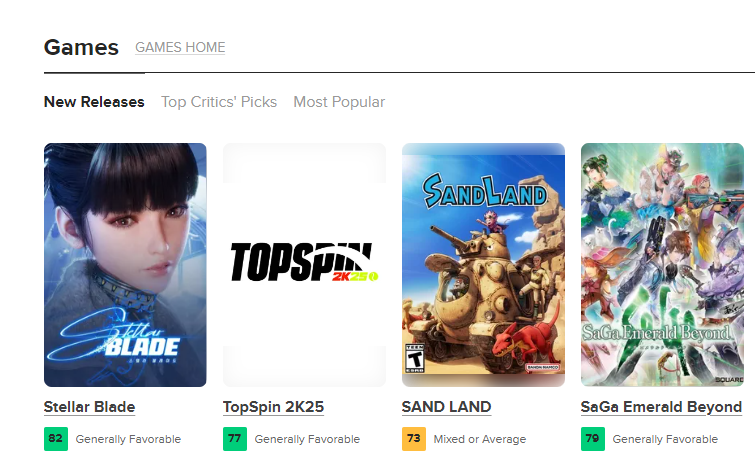 Games GAMES HOME
New Releases Top Critics' Picks Most Popular
Stellar
BLADE
TOPSPIN
2K25
SANDLAND
TEEN
T
ESRB
BANDAI NAMCO
SaGa Emerald Beyond
SQUARE
Stellar Blade
82 Generally Favorable
TopSpin 2K25
77 Generally Favorable
SAND LAND
73 Mixed or Average
SaGa Emerald Beyond
79 Generally Favorable